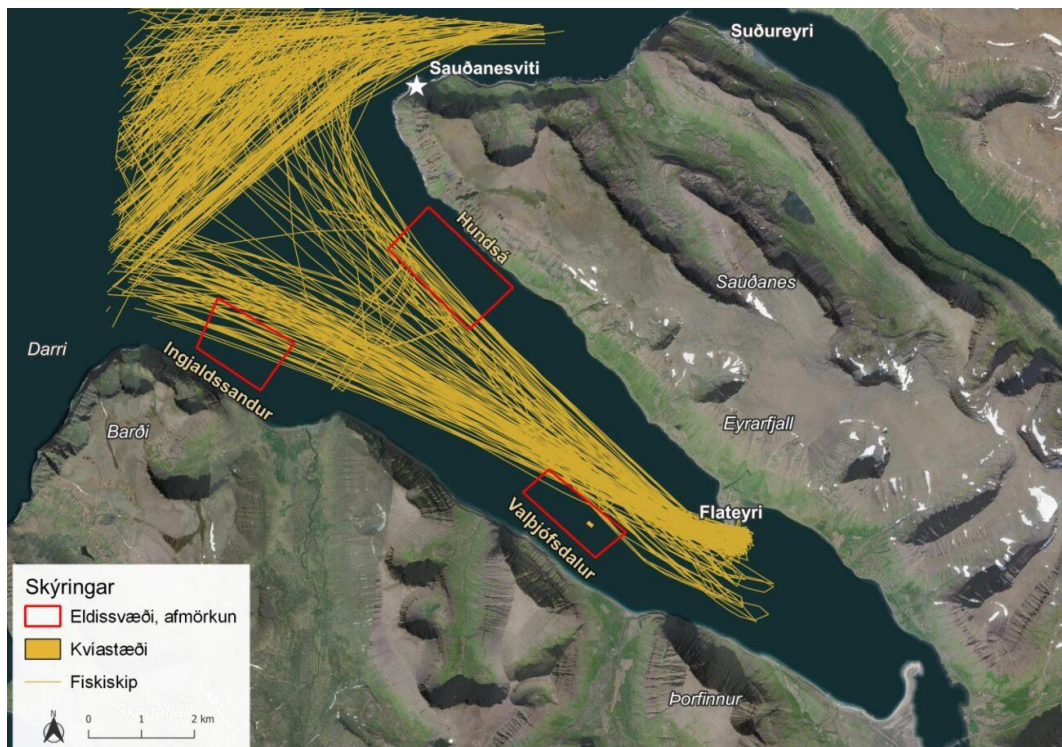 Suðureyri
Sauðanesviti
Hundsá
Sauðanes
Darri
Ingjaldssandur
Barði
Eyrarfjall
Flateyri
Valþjófsdalur
Skýringar
Eldissvæði, afmörkun
Kvíastæði
Fiskiskip
Þorfinnur
N
0 1 2 km